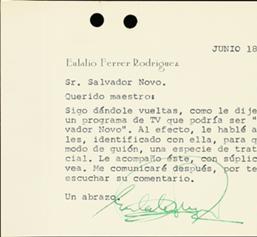 JUNIO 18
Eulalio Ferrer Rodríguez
Sr. Salvador Novo.
Querido maestro:
Sigo dándole vueltas, como le dije
un programa de TV que podría ser "
vador Novo". Al efecto, le hablé a
les, identificado con ella, para q
modo de guión, una especie de trat
cial. Le acompaño éste, con súplic
vea. Me comunicaré después, por te
escuchar su comentario.
Un abrazo,